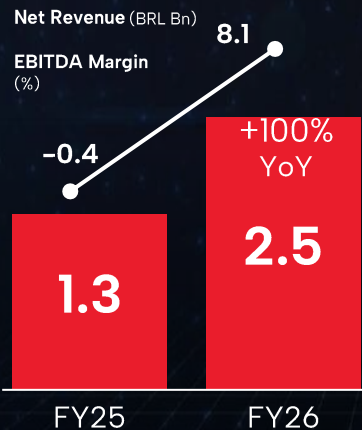 Net Revenue (BRL Bn)
8.1
EBITDA Margin
(%)
-0.4
+100%
YoY
2.5
1.3
FY25
FY26